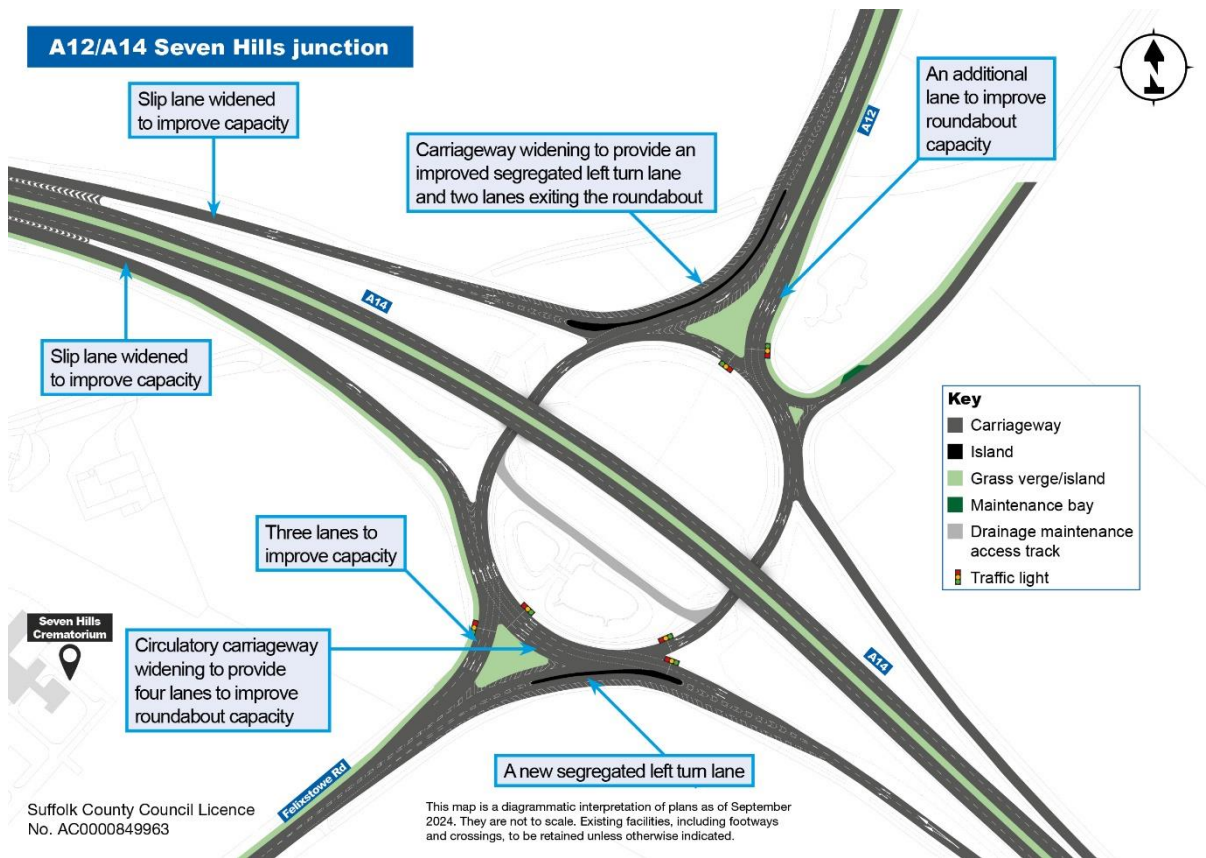 A12/A14 Seven Hills junction
Slip lane widened
to improve capacity
Carriageway widening to provide an
improved segregated left turn lane
and two lanes exiting the roundabout
An additional
lane to improve
roundabout
capacity
N
A12
A14
Slip lane widened
to improve capacity
Key
Carriageway
Island
Grass verge/island
Maintenance bay
Drainage maintenance
access track
Traffic light
Three lanes to
improve capacity
Seven Hills
Crematorium
Circulatory carriageway
widening to provide
four lanes to improve
roundabout capacity
A14
A new segregated left turn lane
Felixstowe Rd
Suffolk County Council Licence
No. AC0000849963
This map is a diagrammatic interpretation of plans as of September
2024. They are not to scale. Existing facilities, including footways
and crossings, to be retained unless otherwise indicated.